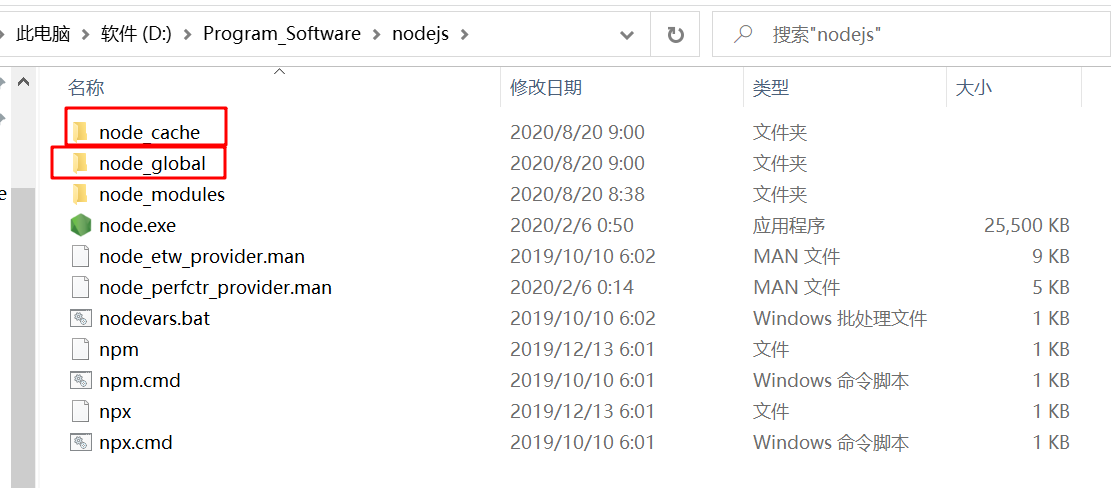 此电脑 > 软件 (D:) > Program_Software > nodejs > 搜索"nodejs"
名称 修改日期 类型 大小
node_cache 2020/8/20 9:00 文件夹
node_global 2020/8/20 9:00 文件夹
node_modules 2020/8/20 8:38 文件夹
node.exe 2020/2/6 0:50 应用程序 25,500 KB
node_etw_provider.man 2019/10/10 6:02 MAN 文件 9 KB
node_perfctr_provider.man 2020/2/6 0:14 MAN 文件 5 KB
nodevars.bat 2019/10/10 6:02 Windows 批处理文件 1 KB
npm 2019/12/13 6:01 文件 1 KB
npm.cmd 2019/10/10 6:01 Windows 命令脚本 1 KB
npx 2019/12/13 6:01 文件 1 KB
npx.cmd 2019/10/10 6:01 Windows 命令脚本 1 KB